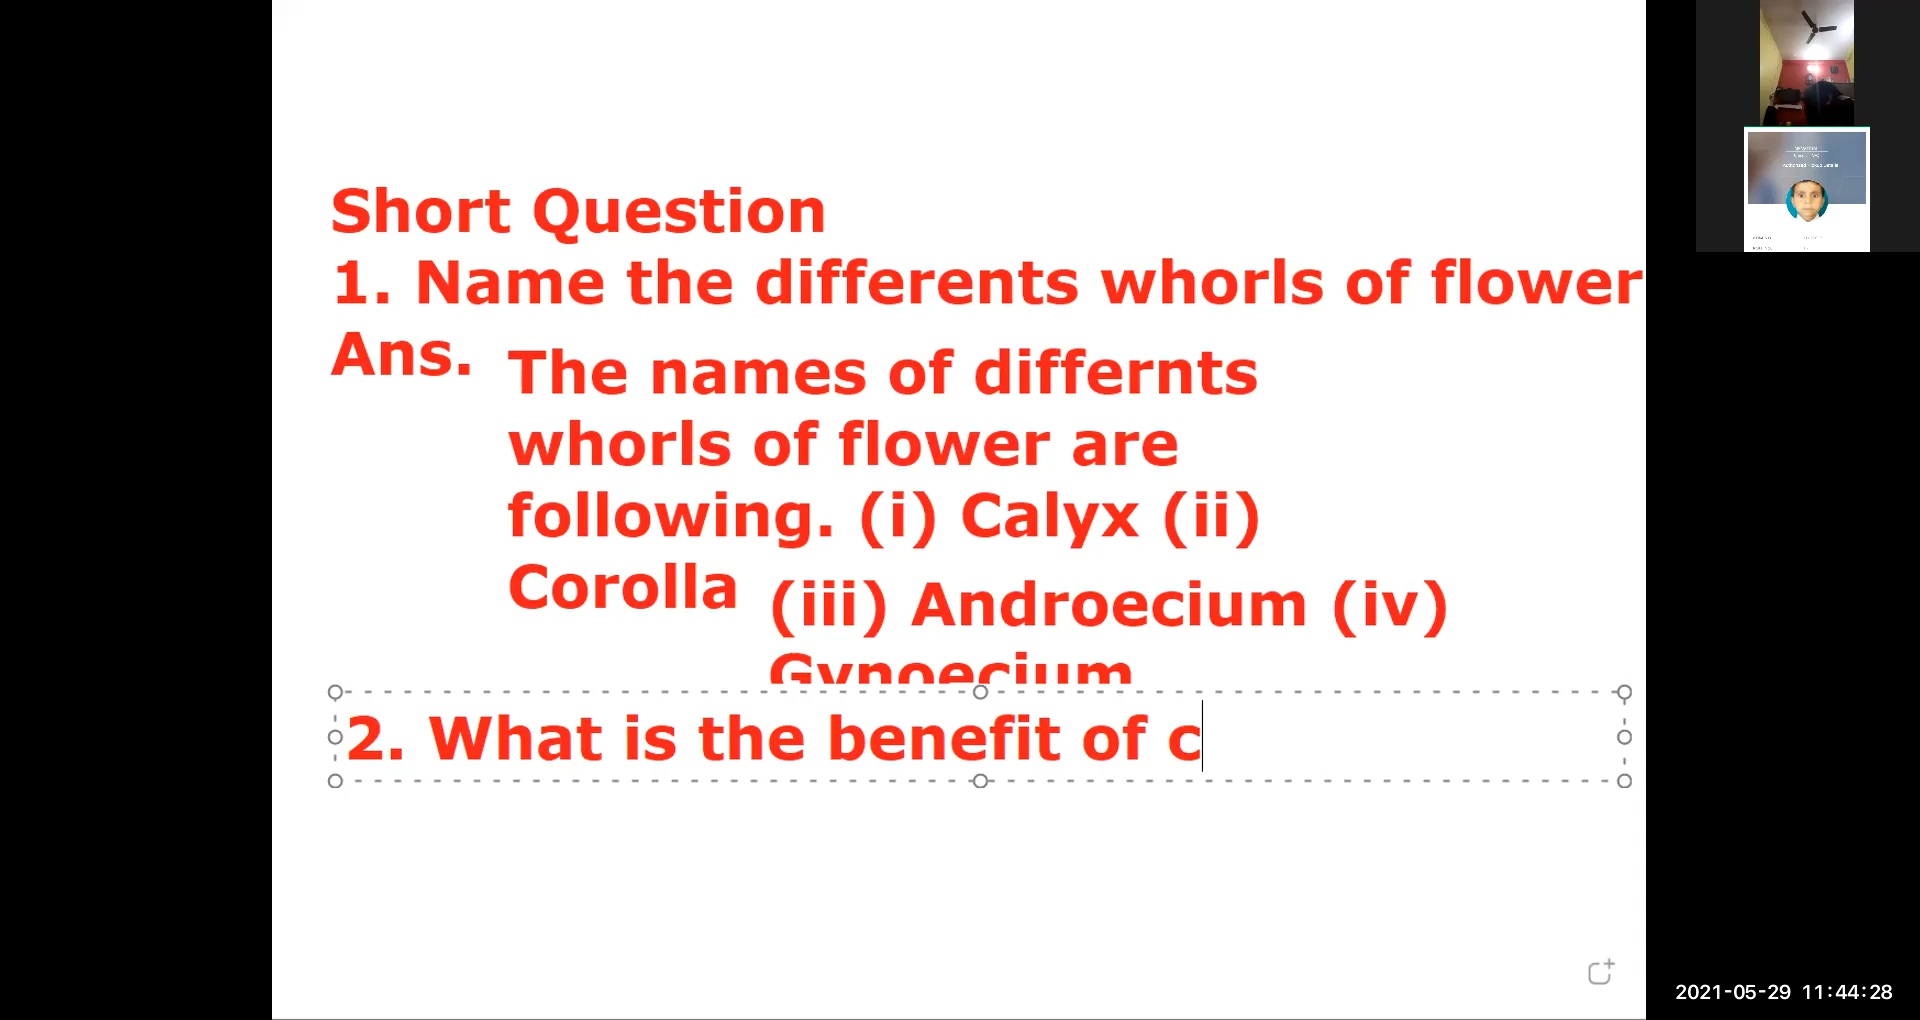 Short Question
1. Name the differents whorls of flower
Ans.
The names of differnts
whorls of flower are
following. (i) Calyx (ii)
Corolla
(iii) Androecium (iv)
Gynoecium
2. What is the benefit of c
2021-05-29 11:44:28